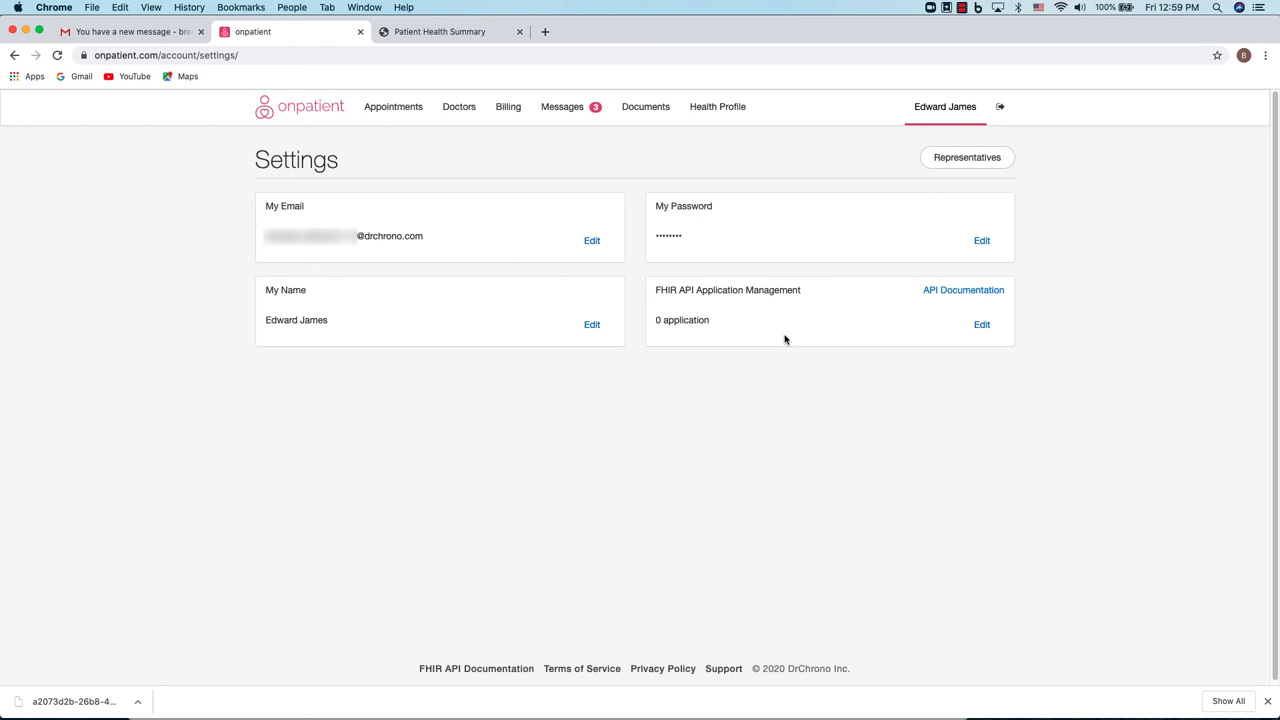 Chrome File Edit View History Bookmarks People Tab Window Help 100% Fri 12:59 PM
You have a new message - bre onpatient Patient Health Summary
onpatient.com/account/settings/ B
Apps Gmail YouTube Maps
onpatient Appointments Doctors Billing Messages 3 Documents Health Profile Edward James
Settings Representatives
My Email My Password
@drchrono.com Edit •••••••• Edit
My Name FHIR API Application Management API Documentation
Edward James Edit 0 application Edit
FHIR API Documentation Terms of Service Privacy Policy Support © 2020 DrChrono Inc.
a2073d2b-26b8-4... Show All